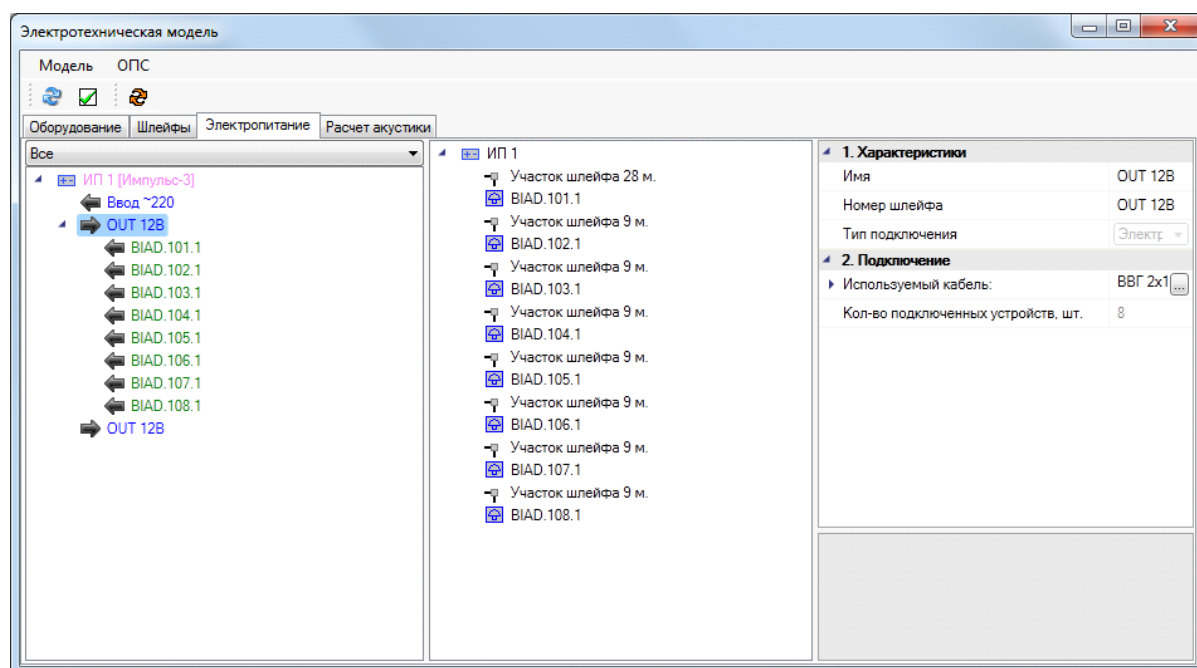 Электротехническая модель
Модель ОПС
Оборудование Шлейфы Электропитание Расчет акустики
Все
ИП 1 [Импульс-3]
Ввод ~220
OUT 12В
BIAD.101.1
BIAD.102.1
BIAD.103.1
BIAD.104.1
BIAD.105.1
BIAD.106.1
BIAD.107.1
BIAD.108.1
OUT 12В
ИП 1
Участок шлейфа 28 м.
BIAD.101.1
Участок шлейфа 9 м.
BIAD.102.1
Участок шлейфа 9 м.
BIAD.103.1
Участок шлейфа 9 м.
BIAD.104.1
Участок шлейфа 9 м.
BIAD.105.1
Участок шлейфа 9 м.
BIAD.106.1
Участок шлейфа 9 м.
BIAD.107.1
Участок шлейфа 9 м.
BIAD.108.1
1. Характеристики
Имя OUT 12В
Номер шлейфа OUT 12В
Тип подключения Электр
2. Подключение
Используемый кабель: ВВГ 2x1 ...
Кол-во подключенных устройств, шт. 8